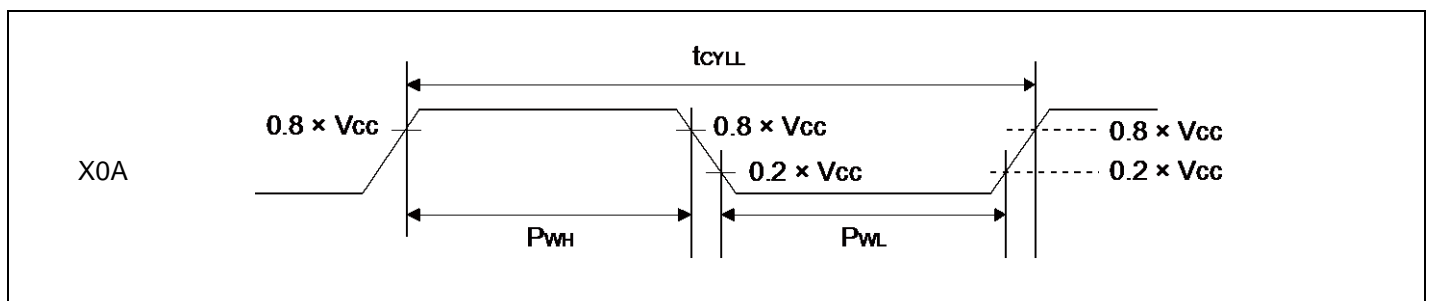 tCYLL
0.8 × Vcc
0.8 × Vcc
0.8 × Vcc
X0A
0.2 × Vcc
0.2 × Vcc
PWH
PWL